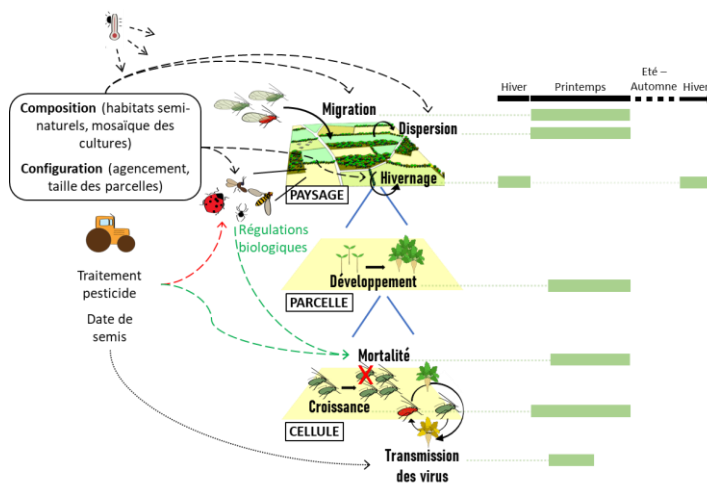 Composition (habitats semi-
naturels, mosaïque des
cultures)
Configuration (agencement,
taille des parcelles)
Migration
Dispersion
Hivernage
PAYSAGE
Régulations
biologiques
Traitement
pesticide
Date de
semis
Développement
PARCELLE
Mortalité
Croissance
CELLULE
Transmission
des virus
Hiver
Printemps
Eté –
Automne
Hiver